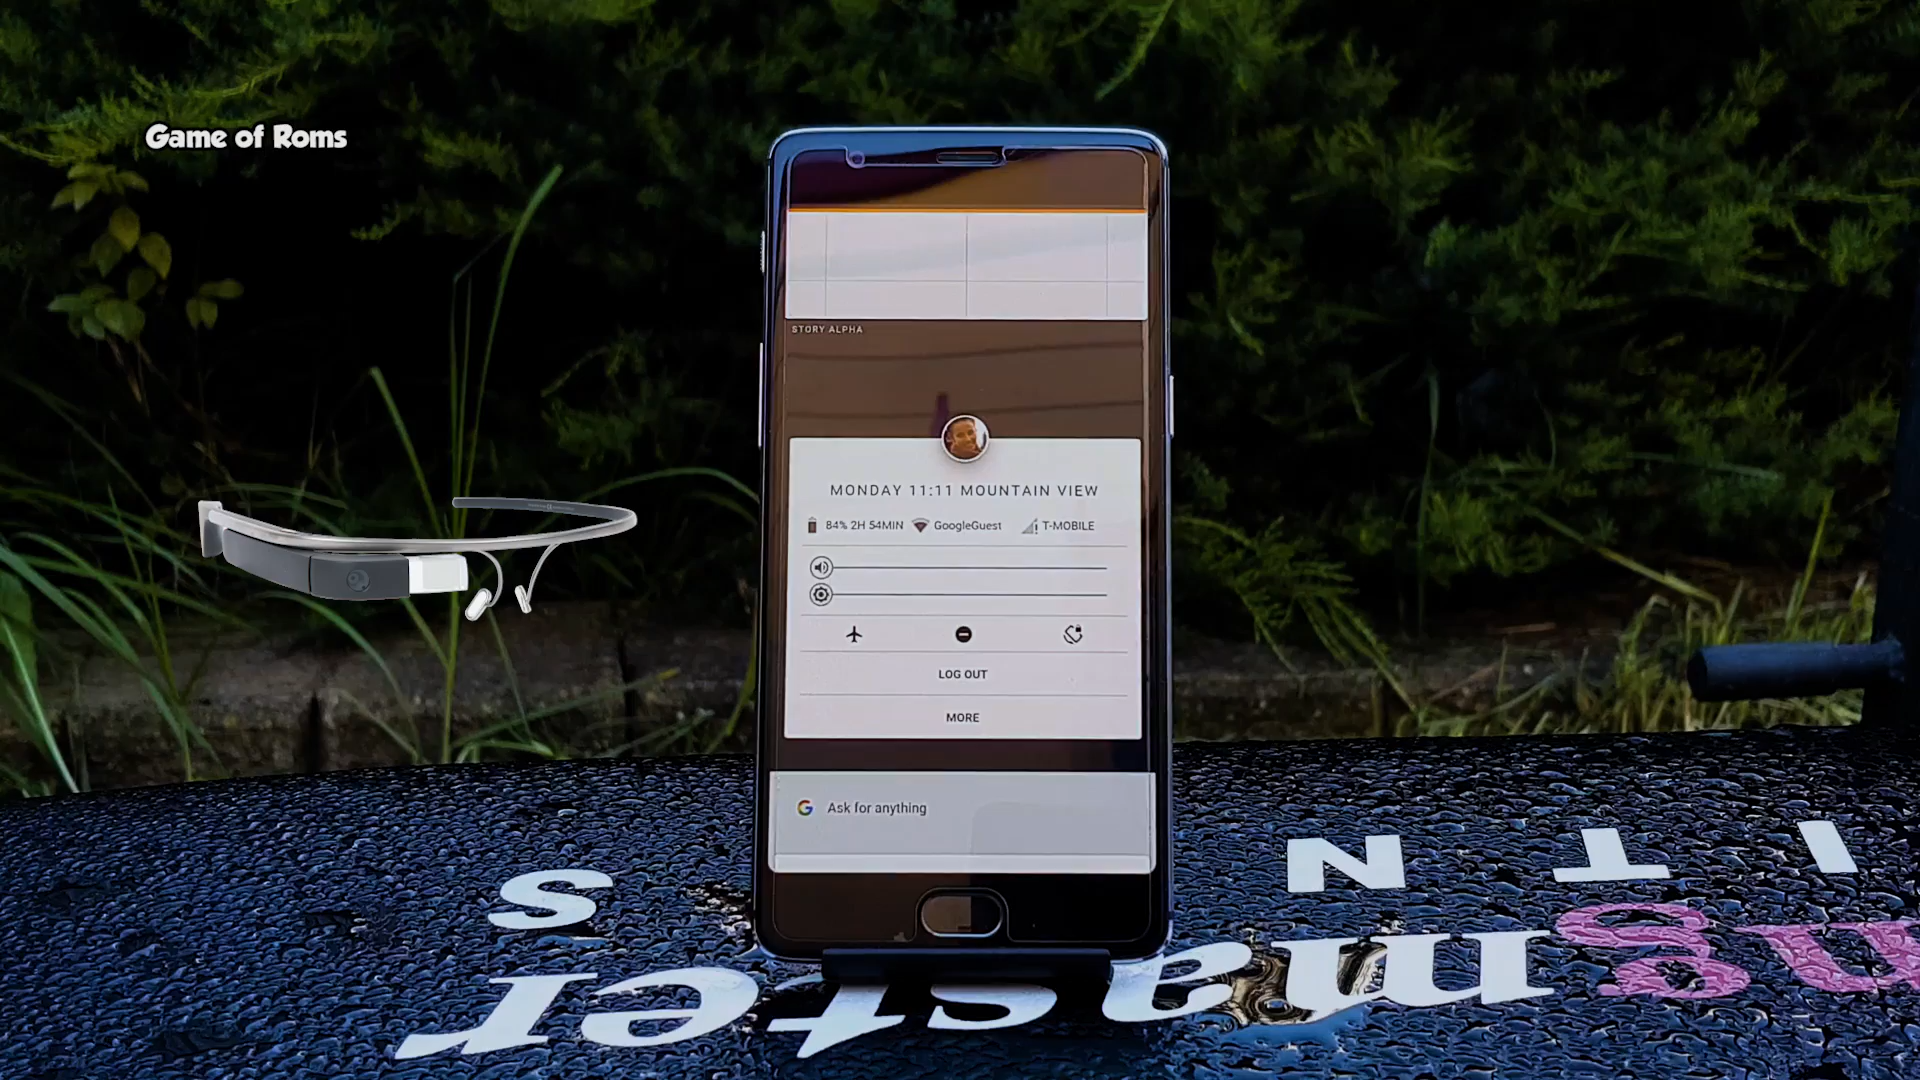 Game of Roms
STORY ALPHA
MONDAY 11:11 MOUNTAIN VIEW
84% 2H 54MIN GoogleGuest T-MOBILE
LOG OUT
MORE
G Ask for anything